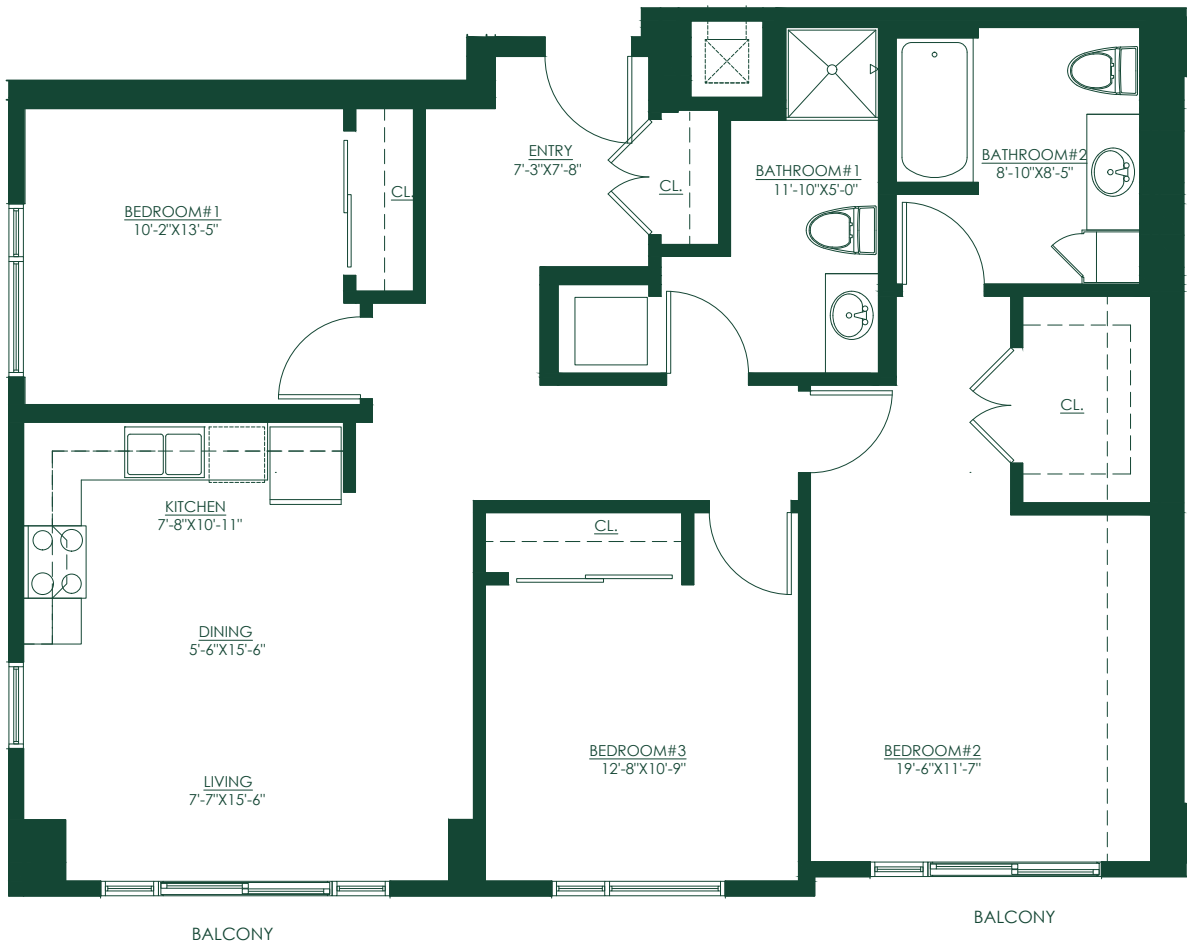 ENTRY
7'-3"X7'-8"
CL.
BATHROOM#1
11'-10"X5'-0"
BATHROOM#2
8'-10"X8'-5"
BEDROOM#1
10'-2"X13'-5"
CL.
CL.
KITCHEN
7'-8"X10'-11"
CL.
DINING
5'-6"X15'-6"
LIVING
7'-7"X15'-6"
BEDROOM#3
12'-8"X10'-9"
BEDROOM#2
19'-6"X11'-7"
BALCONY
BALCONY